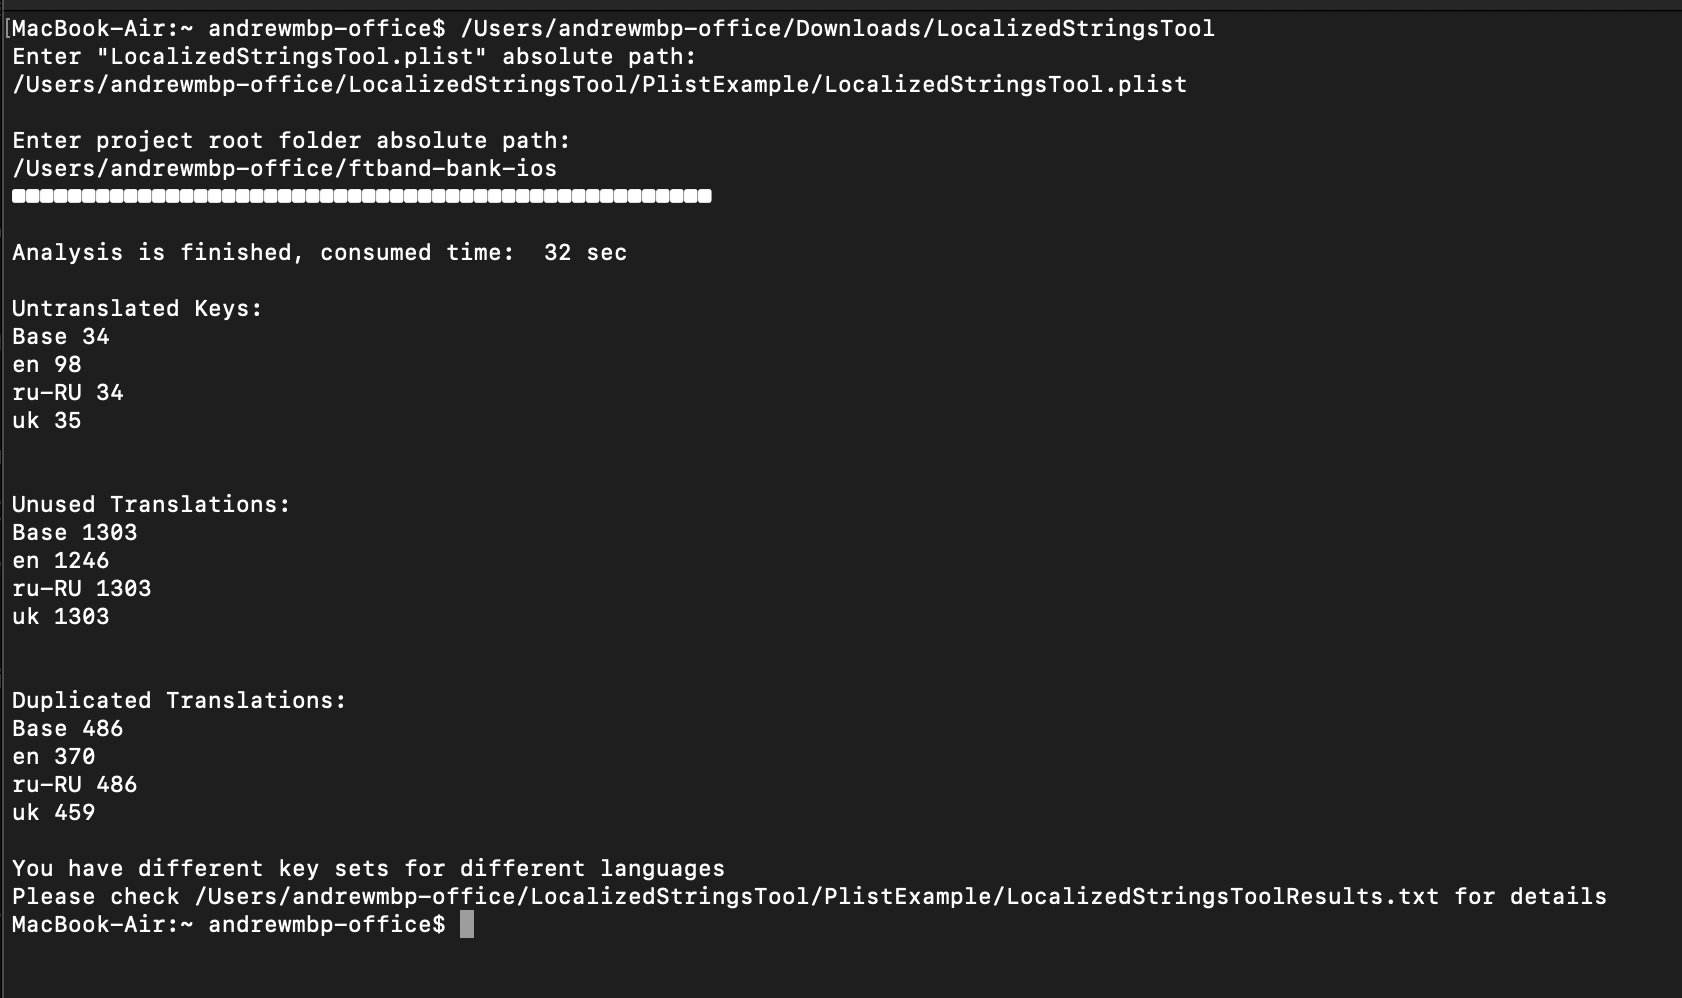 [MacBook-Air:~ andrewmbp-office$ /Users/andrewmbp-office/Downloads/LocalizedStringsTool
Enter "LocalizedStringsTool.plist" absolute path:
/Users/andrewmbp-office/LocalizedStringsTool/PlistExample/LocalizedStringsTool.plist
Enter project root folder absolute path:
/Users/andrewmbp-office/ftband-bank-ios
Analysis is finished, consumed time:  32 sec
Untranslated Keys:
Base 34
en 98
ru-RU 34
uk 35
Unused Translations:
Base 1303
en 1246
ru-RU 1303
uk 1303
Duplicated Translations:
Base 486
en 370
ru-RU 486
uk 459
You have different key sets for different languages
Please check /Users/andrewmbp-office/LocalizedStringsTool/PlistExample/LocalizedStringsToolResults.txt for details
MacBook-Air:~ andrewmbp-office$